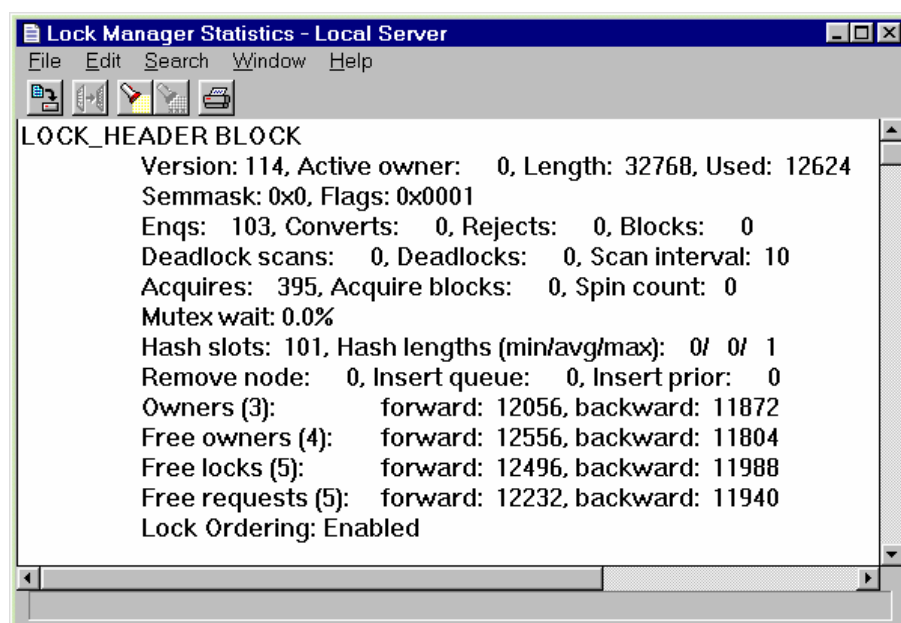 Lock Manager Statistics - Local Server
File Edit Search Window Help
LOCK_HEADER BLOCK
Version: 114, Active owner: 0, Length: 32768, Used: 12624
Semmask: 0x0, Flags: 0x0001
Enqs: 103, Converts: 0, Rejects: 0, Blocks: 0
Deadlock scans: 0, Deadlocks: 0, Scan interval: 10
Acquires: 395, Acquire blocks: 0, Spin count: 0
Mutex wait: 0.0%
Hash slots: 101, Hash lengths (min/avg/max): 0/ 0/ 1
Remove node: 0, Insert queue: 0, Insert prior: 0
Owners (3): forward: 12056, backward: 11872
Free owners (4): forward: 12556, backward: 11804
Free locks (5): forward: 12496, backward: 11988
Free requests (5): forward: 12232, backward: 11940
Lock Ordering: Enabled